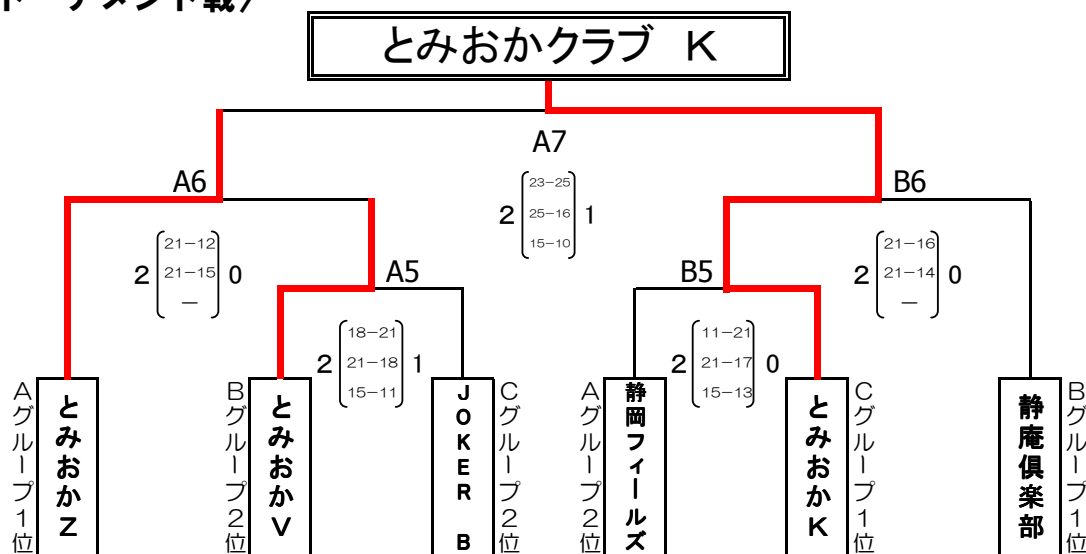 トーナメント戦)
とみおかクラブ K
A7
23-25
2 25-16 1
15-10
A6
21-12
2 21-15 0
-
B6
21-16
2 21-14 0
-
A5
18-21
2 21-18 1
15-11
B5
11-21
2 21-17 0
15-13
Aグループ1位
とみおかZ
Bグループ2位
とみおかV
JOKER B
Cグループ2位
Aグループ2位
静岡フィールズ
とみおかK
Cグループ1位
静庵倶楽部
Bグループ1位